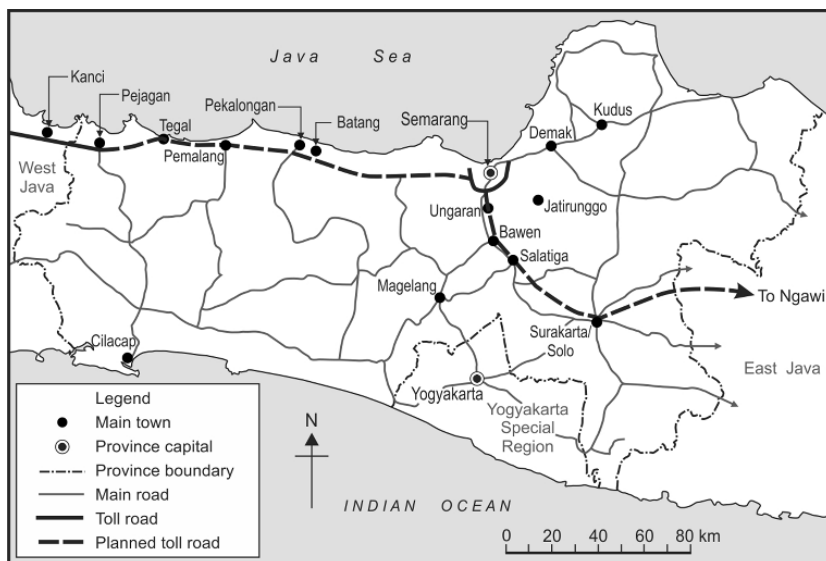 Java Sea
Kanci
Pejagan
Pekalongan
Batang
Semarang
Kudus
Tegal
Demak
Pemalang
West
Java
Ungaran
Jatirunggo
Bawen
Salatiga
Magelang
To Ngawi
Surakarta/
Solo
Cilacap
East Java
Yogyakarta
Yogyakarta
Special
Region
Legend
Main town
Province capital
Province boundary
Main road
Toll road
Planned toll road
N
INDIAN OCEAN
0 20 40 60 80 km